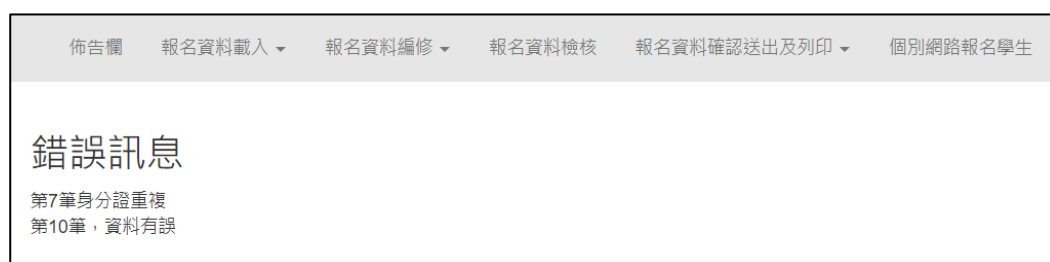 佈告欄 報名資料載入 報名資料編修 報名資料檢核 報名資料確認送出及列印 個別網路報名學生
錯誤訊息
第7筆身分證重複
第10筆，資料有誤